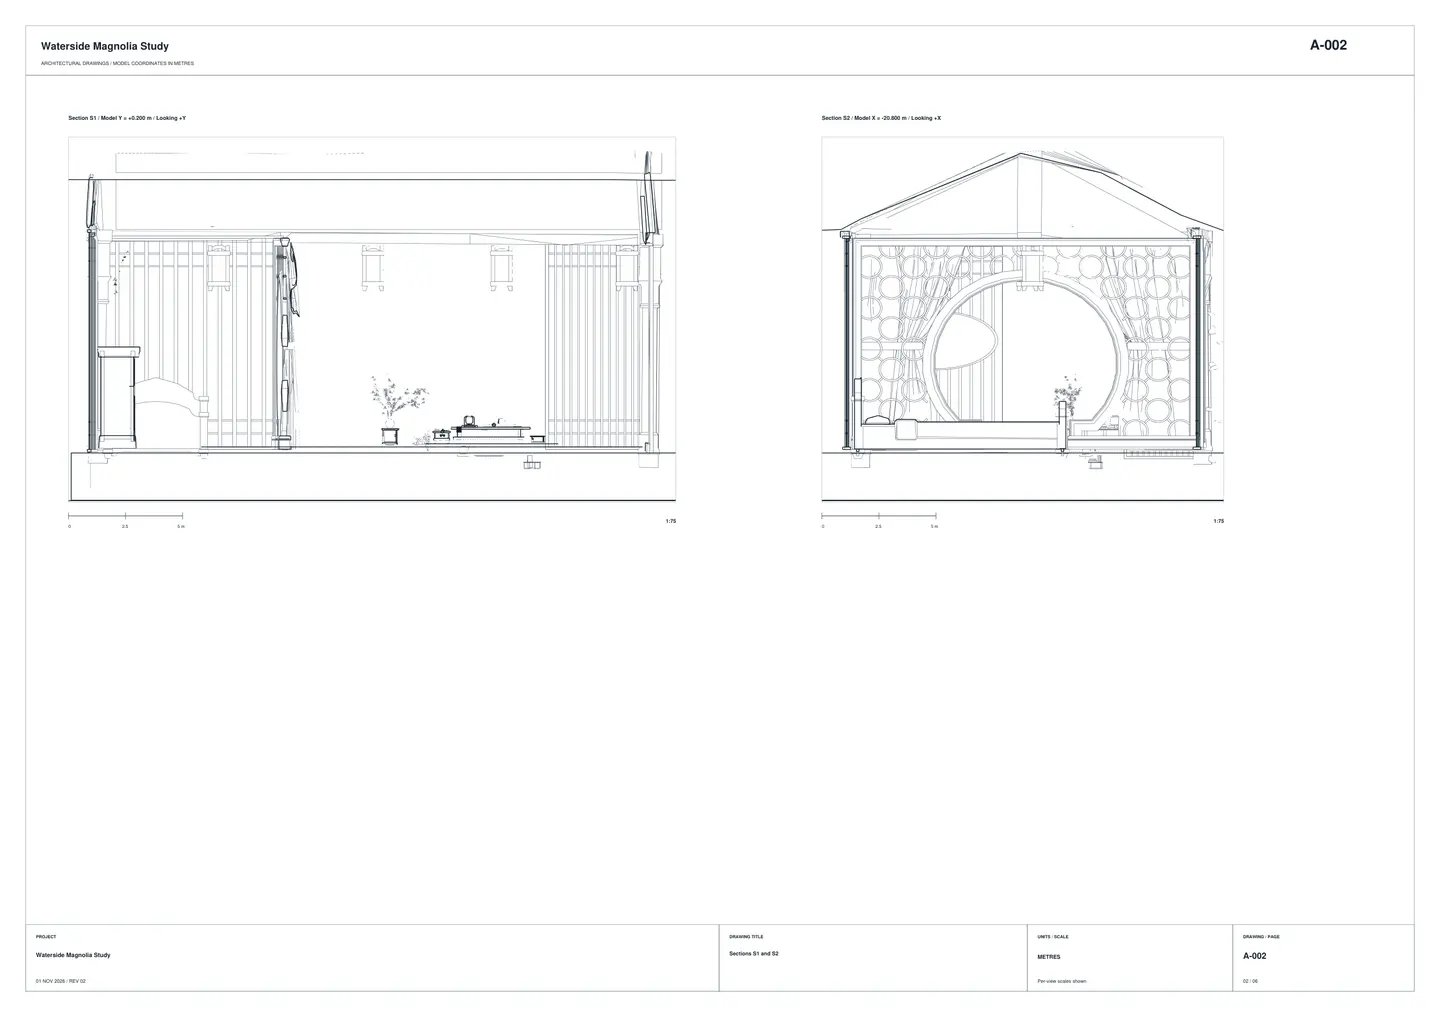 Waterside Magnolia Study
A-002
ARCHITECTURAL DRAWINGS / MODEL COORDINATES IN METRES
Section S1 / Model Y = +0.200 m / Looking +Y
Section S2 / Model X = -20.800 m / Looking +X
0
2.5
5 m
1:75
0
2.5
5 m
1:75
PROJECT
Waterside Magnolia Study
01 NOV 2026 / REV 02
DRAWING TITLE
Sections S1 and S2
UNITS / SCALE
METRES
Per-view scales shown
DRAWING / PAGE
A-002
02 / 06